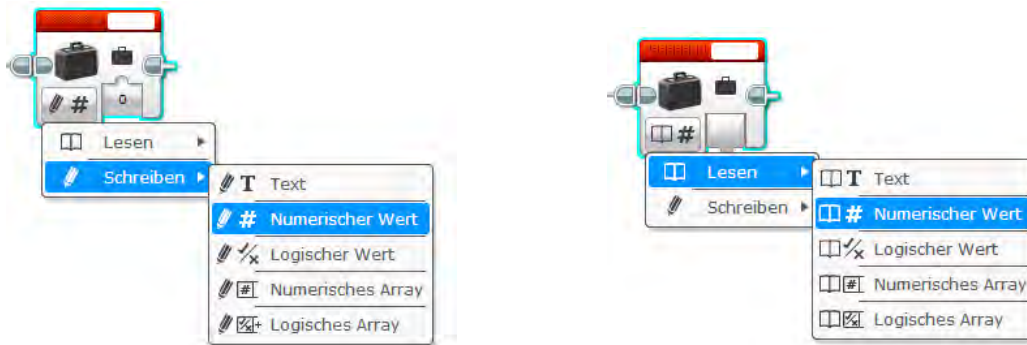 #
0
Lesen
Schreiben
T Text
# Numerischer Wert
Logischer Wert
# Numerisches Array
Logisches Array
#
Lesen
Schreiben
T Text
# Numerischer Wert
Logischer Wert
# Numerisches Array
Logisches Array